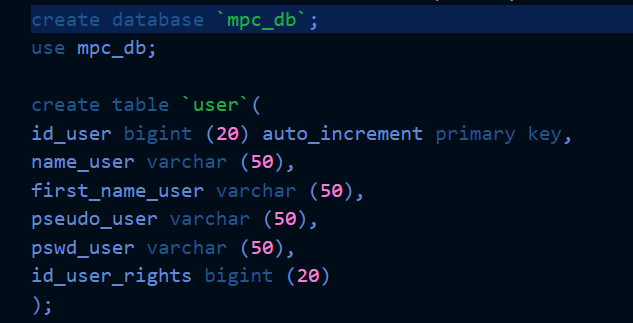 create database `mpc_db`;
use mpc_db;
create table `user`(
id_user bigint (20) auto_increment primary key,
name_user varchar (50),
first_name_user varchar (50),
pseudo_user varchar (50),
pswd_user varchar (50),
id_user_rights bigint (20)
);